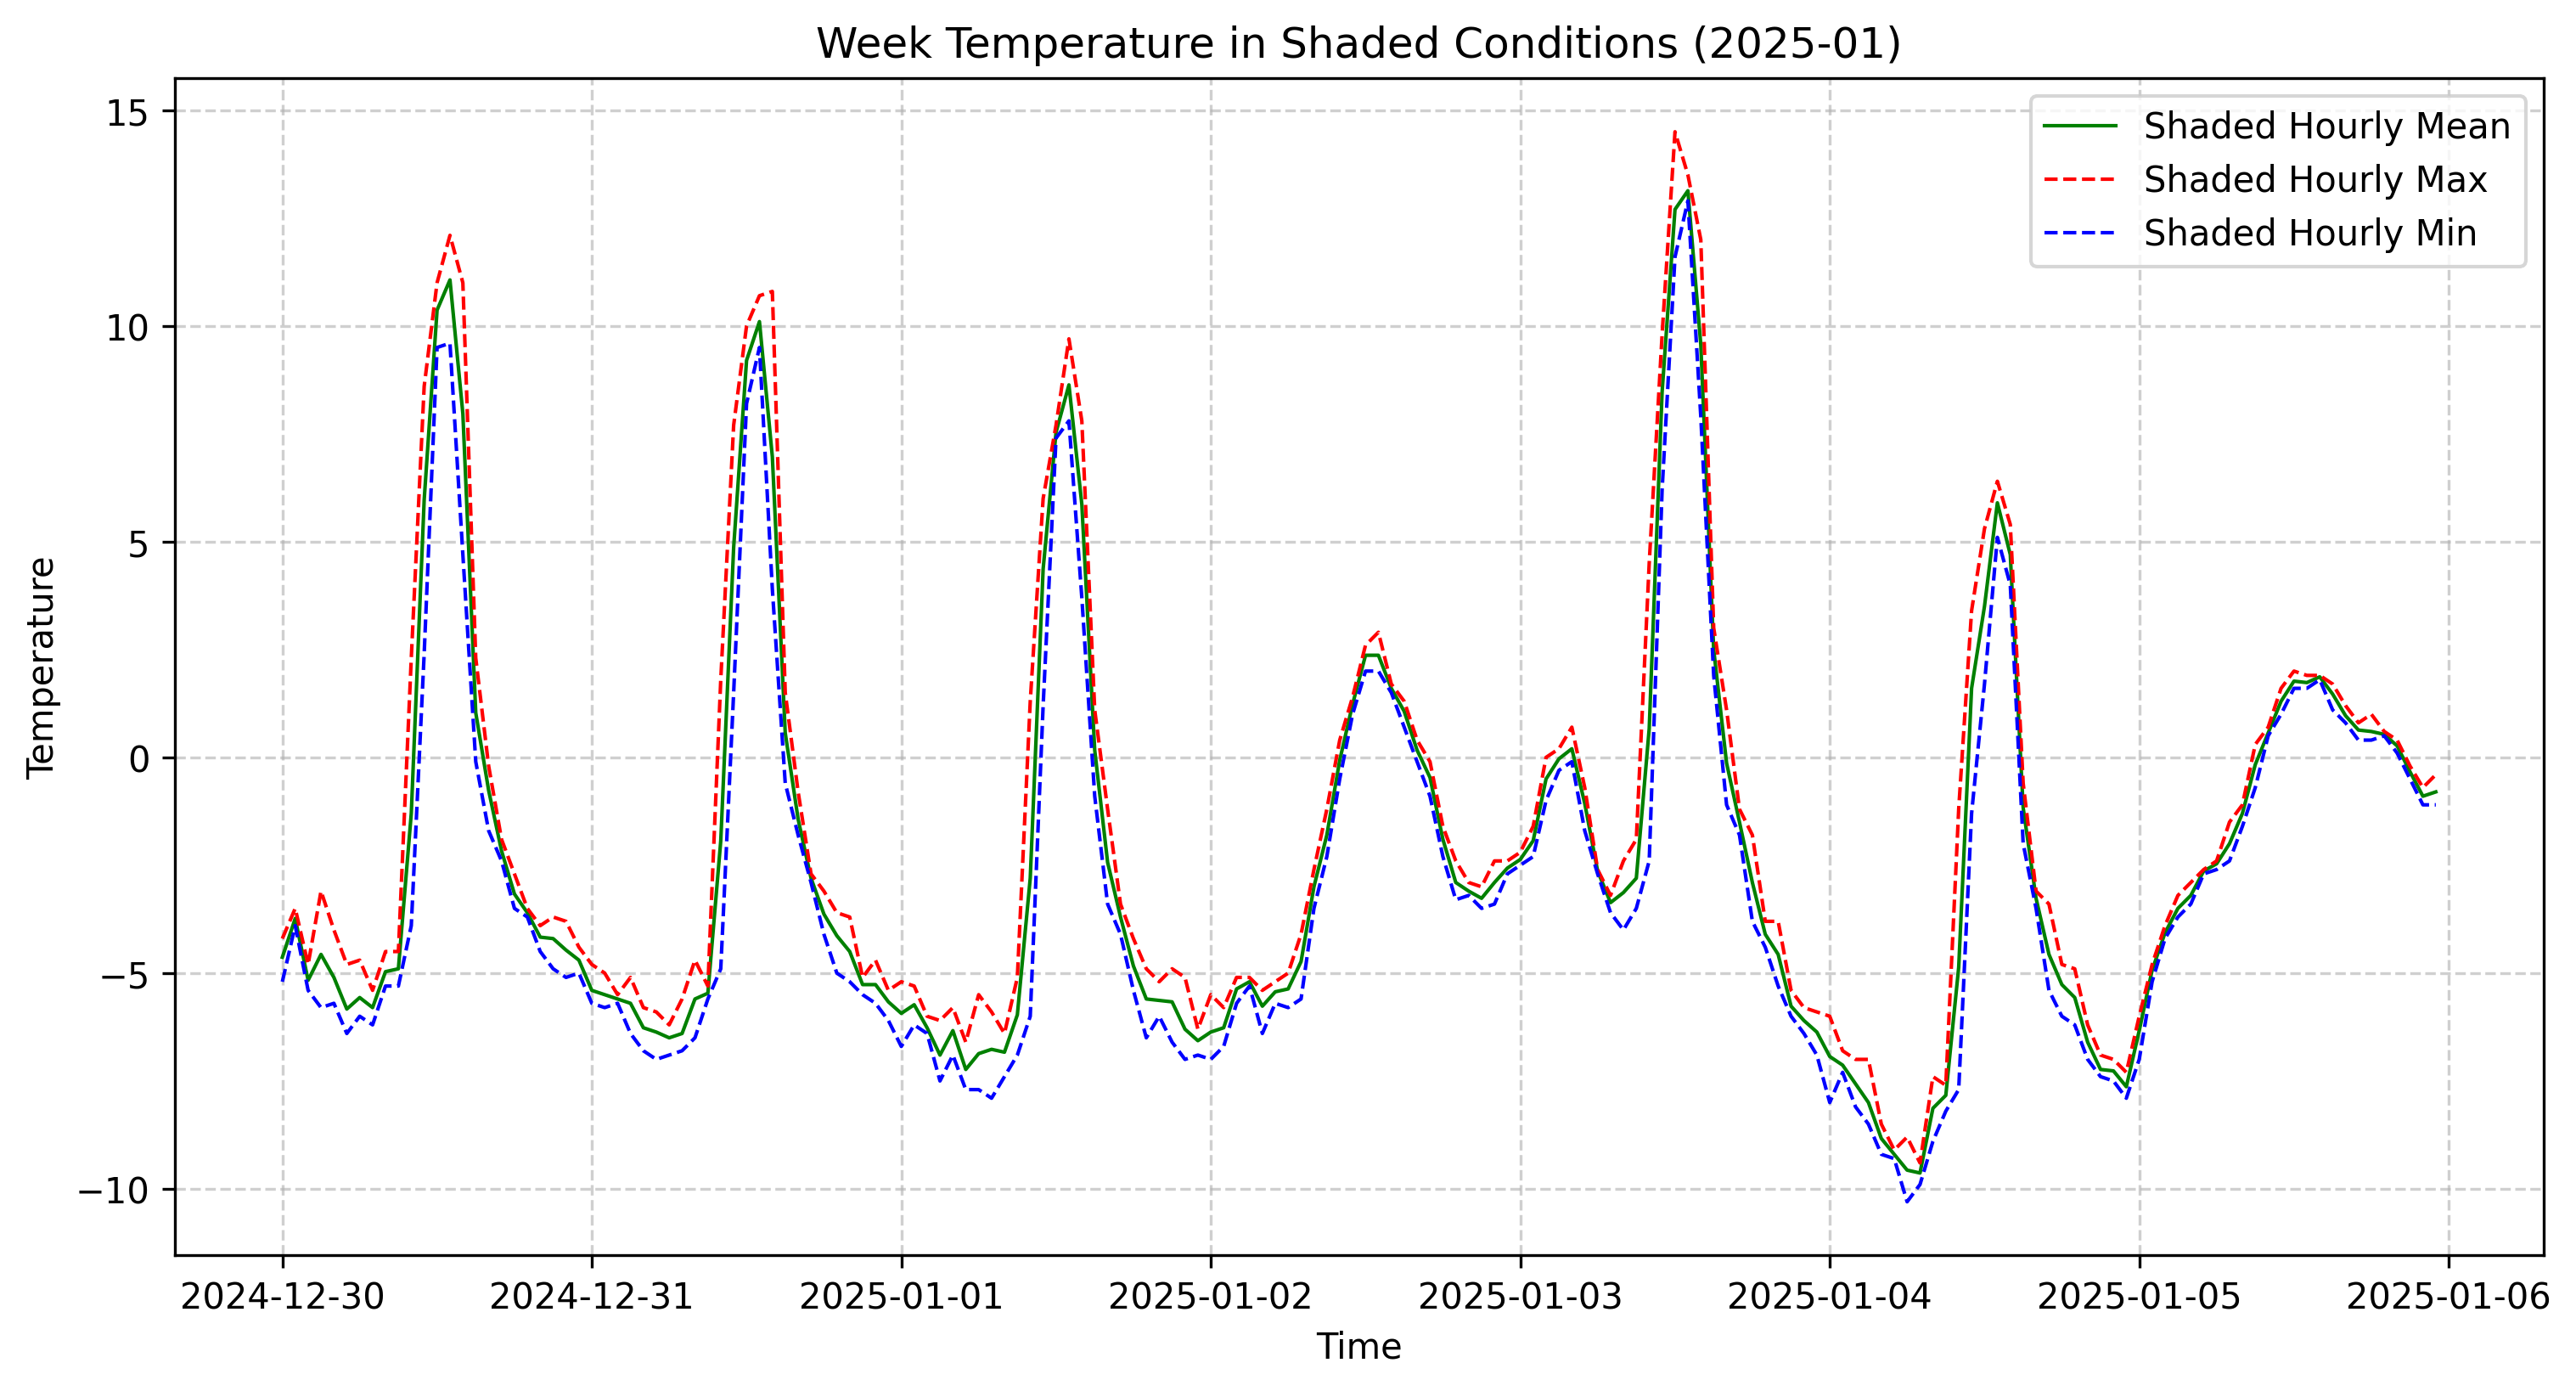 Week Temperature in Shaded Conditions (2025-01)
Shaded Hourly Mean
Shaded Hourly Max
Shaded Hourly Min
Temperature
15
10
5
0
−5
−10
2024-12-30 2024-12-31 2025-01-01 2025-01-02 2025-01-03 2025-01-04 2025-01-05 2025-01-06
Time